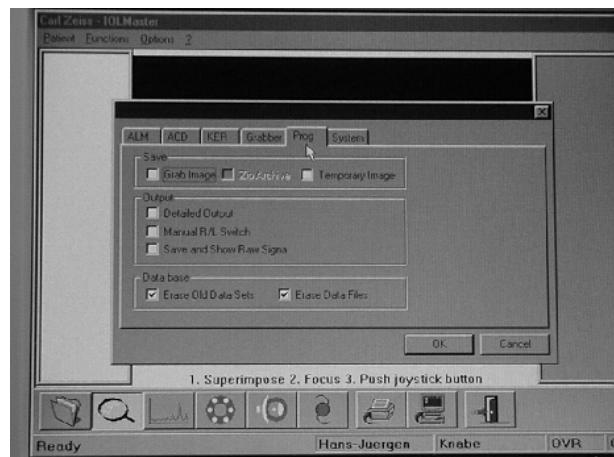 Carl Zeiss - IOLMaster
Patient Functions Options ?
ALM ACD KER Grabber Prog System
Save
Grab Image Zip Archive Temporary Image
Output
Detailed Output
Manual R/L Switch
Save and Show Raw Signa
Data base
Erase Old Data Sets Erase Data Files
OK Cancel
1. Superimpose 2. Focus 3. Push joystick button
Ready Hans-Juergen Knabe OVR